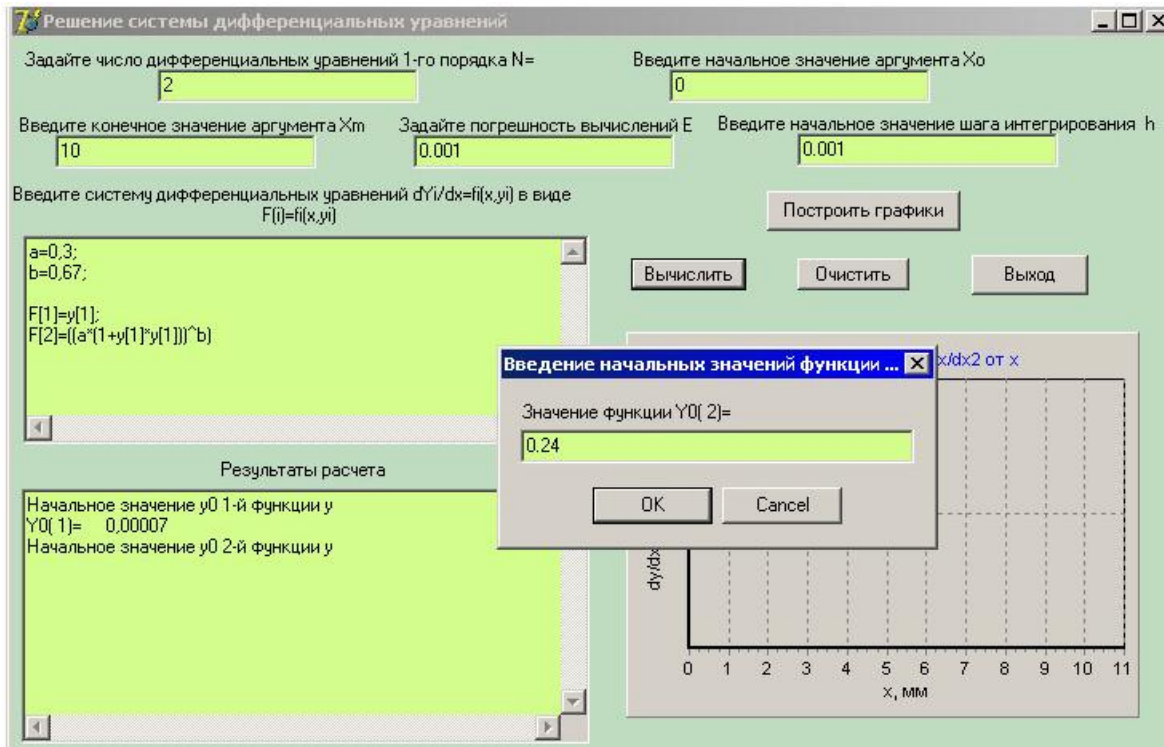 Решение системы дифференциальных уравнений
Задайте число дифференциальных уравнений 1-го порядка N=
2
Введите начальное значение аргумента Xo
0
Введите конечное значение аргумента Xm
10
Задайте погрешность вычислений E
0.001
Введите начальное значение шага интегрирования h
0.001
Введите систему дифференциальных уравнений dYi/dx=fi(x,yi) в виде
F(i)=fi(x,yi)
a=0,3;
b=0,67;
F[1]=y[1];
F[2]=((a*(1+y[1]*y[1]))^b)
Построить графики
Вычислить
Очистить
Выход
Введение начальных значений функции ...
Значение функции Y0( 2)=
0.24
OK
Cancel
x/dx2 от x
Результаты расчета
Начальное значение y0 1-й функции y
Y0( 1)= 0,00007
Начальное значение y0 2-й функции y
dy/dx
0 1 2 3 4 5 6 7 8 9 10 11
x, мм